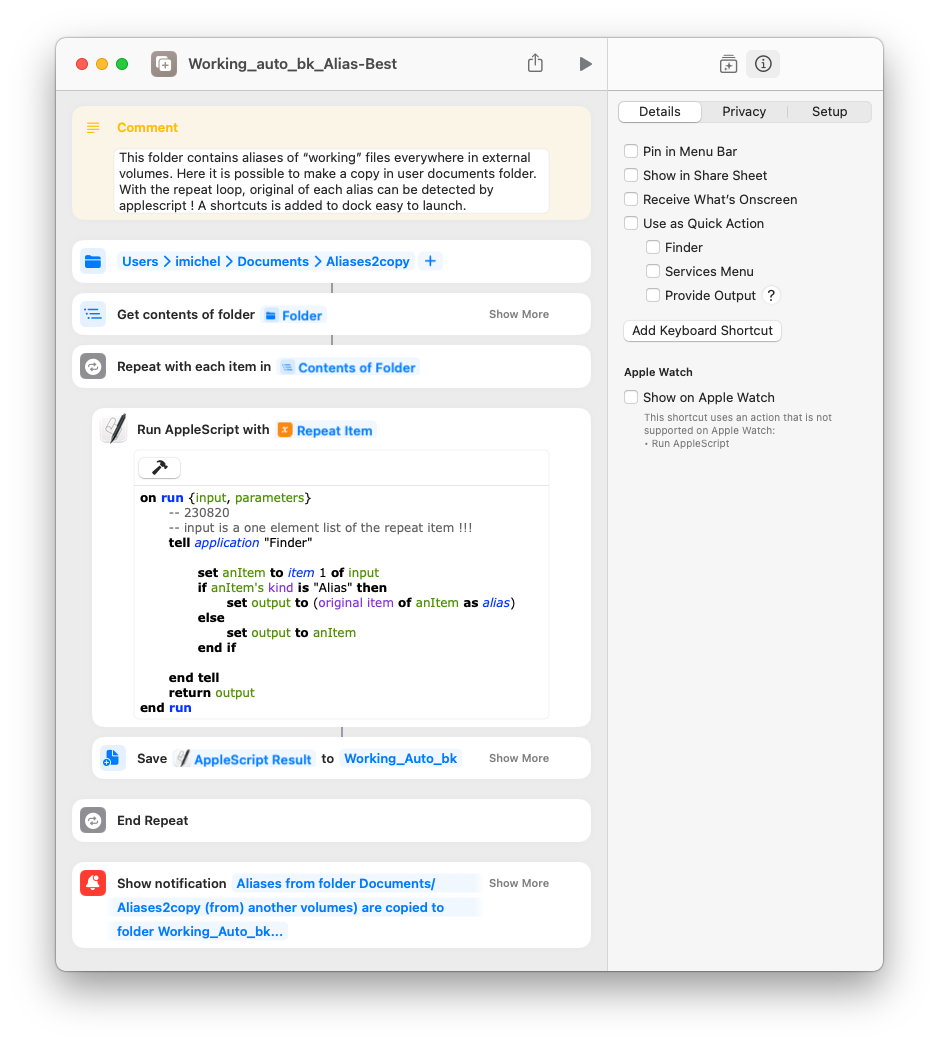 Working_auto_bk_Alias-Best
Comment
This folder contains aliases of “working” files everywhere in external
volumes. Here it is possible to make a copy in user documents folder.
With the repeat loop, original of each alias can be detected by
applescript ! A shortcuts is added to dock easy to launch.
Users > imichel > Documents > Aliases2copy +
Get contents of folder Folder Show More
Repeat with each item in Contents of Folder
Run AppleScript with x Repeat Item
on run {input, parameters}
-- 230820
-- input is a one element list of the repeat item !!!
tell application "Finder"
set anItem to item 1 of input
if anItem's kind is "Alias" then
set output to (original item of anItem as alias)
else
set output to anItem
end if
end tell
return output
end run
Save AppleScript Result to Working_Auto_bk Show More
End Repeat
Show notification Aliases from folder Documents/ Show More
Aliases2copy (from) another volumes) are copied to
folder Working_Auto_bk...
Details Privacy Setup
Pin in Menu Bar
Show in Share Sheet
Receive What's Onscreen
Use as Quick Action
Finder
Services Menu
Provide Output ?
Add Keyboard Shortcut
Apple Watch
Show on Apple Watch
This shortcut uses an action that is not
supported on Apple Watch:
• Run AppleScript